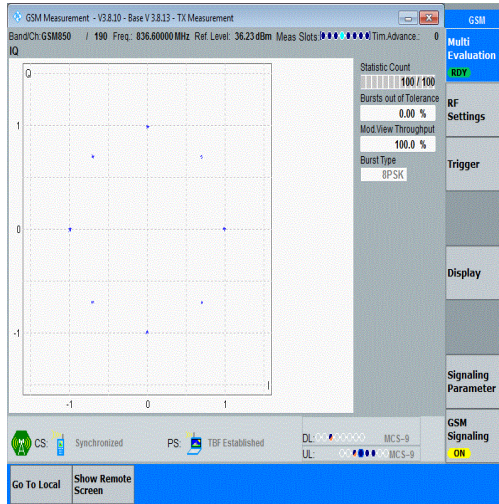 GSM Measurement - V3.8.10 - Base V 3.8.13 - TX Measurement
GSM
Band/Ch: GSM850 / 190 Freq.: 836.60000 MHz Ref. Level: 36.23 dBm Meas Slots: Tim.Advance.: 0
IQ
Multi
Evaluation
RDY
Q
Statistic Count
100 / 100
Bursts out of Tolerance
0.00 %
Mod.View Throughput
100.0 %
Burst Type
8PSK
RF
Settings
Trigger
Display
1
0
-1
I
-1 0 1
Signaling
Parameter
CS: Synchronized PS: TBF Established
DL: MCS-9
UL: MCS-9
GSM
Signaling
ON
Go To Local
Show Remote
Screen